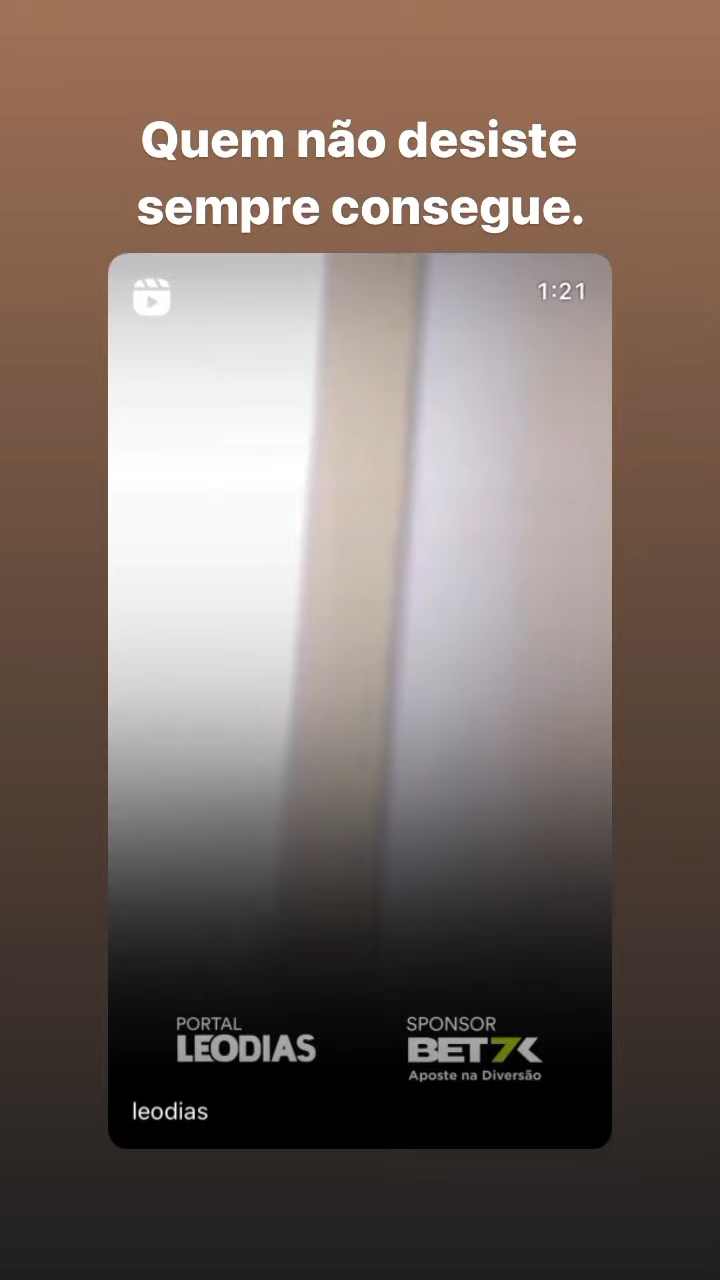 Quem não desiste
sempre consegue.
1:21
PORTAL
LEODIAS
SPONSOR
BET7K
Aposte na Diversão
leodias